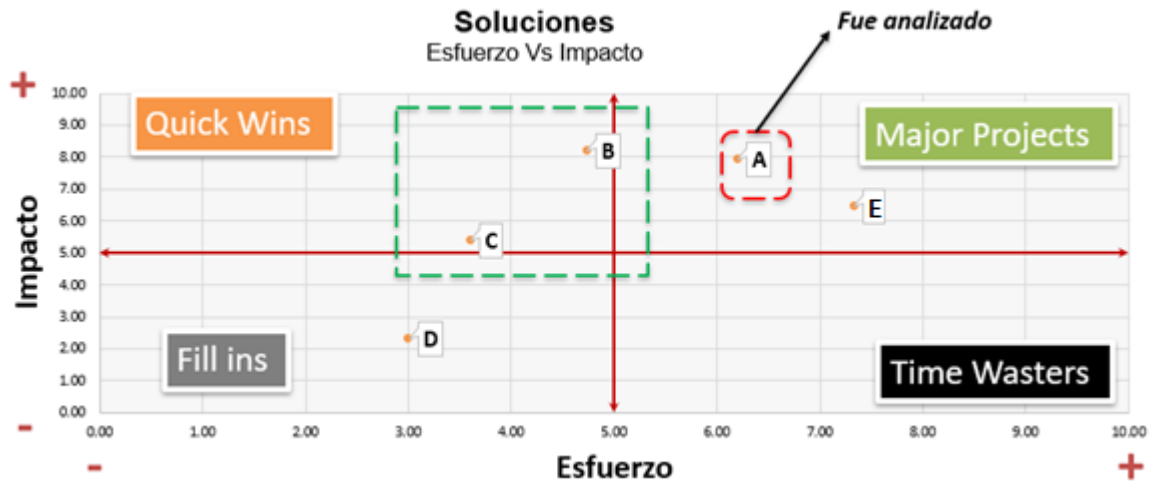 Soluciones
Esfuerzo Vs Impacto
Fue analizado
+
Impacto
-
10.00
9.00
8.00
7.00
6.00
5.00
4.00
3.00
2.00
1.00
0.00
Quick Wins
Major Projects
B
A
E
C
D
Fill ins
Time Wasters
0.00 1.00 2.00 3.00 4.00 5.00 6.00 7.00 8.00 9.00 10.00
- Esfuerzo +